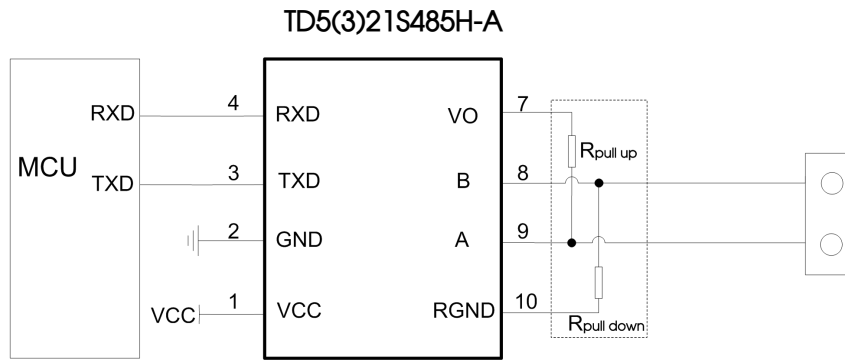 TD5(3)21S485H-A
MCU
RXD 4 RXD VO 7
Rpull up
TXD 3 TXD B 8
2 GND A 9
VCC 1 VCC RGND 10
Rpull down